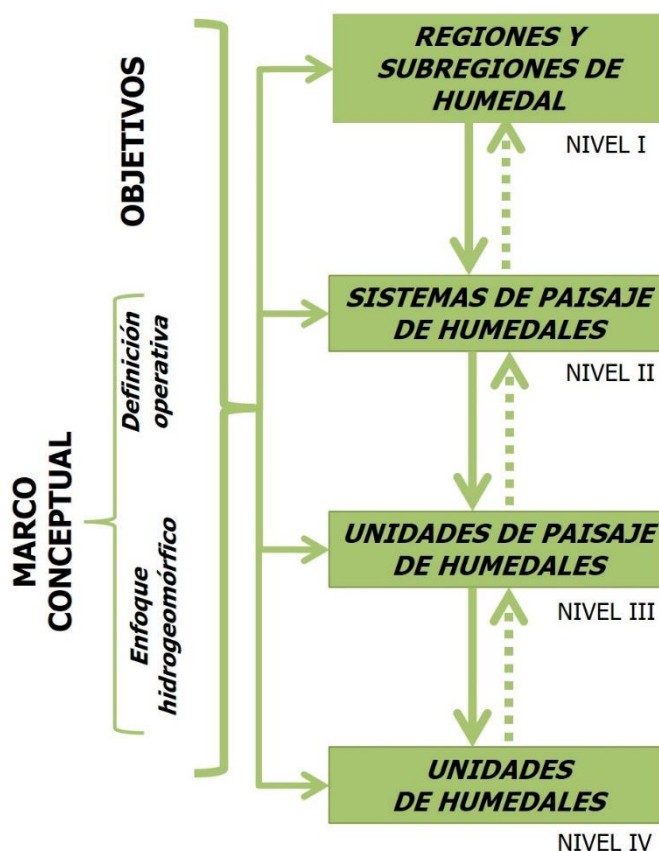 OBJETIVOS
MARCO
CONCEPTUAL
Definición
operativa
Enfoque
hidrogeomórfico
REGIONES Y
SUBREGIONES DE
HUMEDAL
NIVEL I
SISTEMAS DE PAISAJE
DE HUMEDALES
NIVEL II
UNIDADES DE PAISAJE
DE HUMEDALES
NIVEL III
UNIDADES
DE HUMEDALES
NIVEL IV